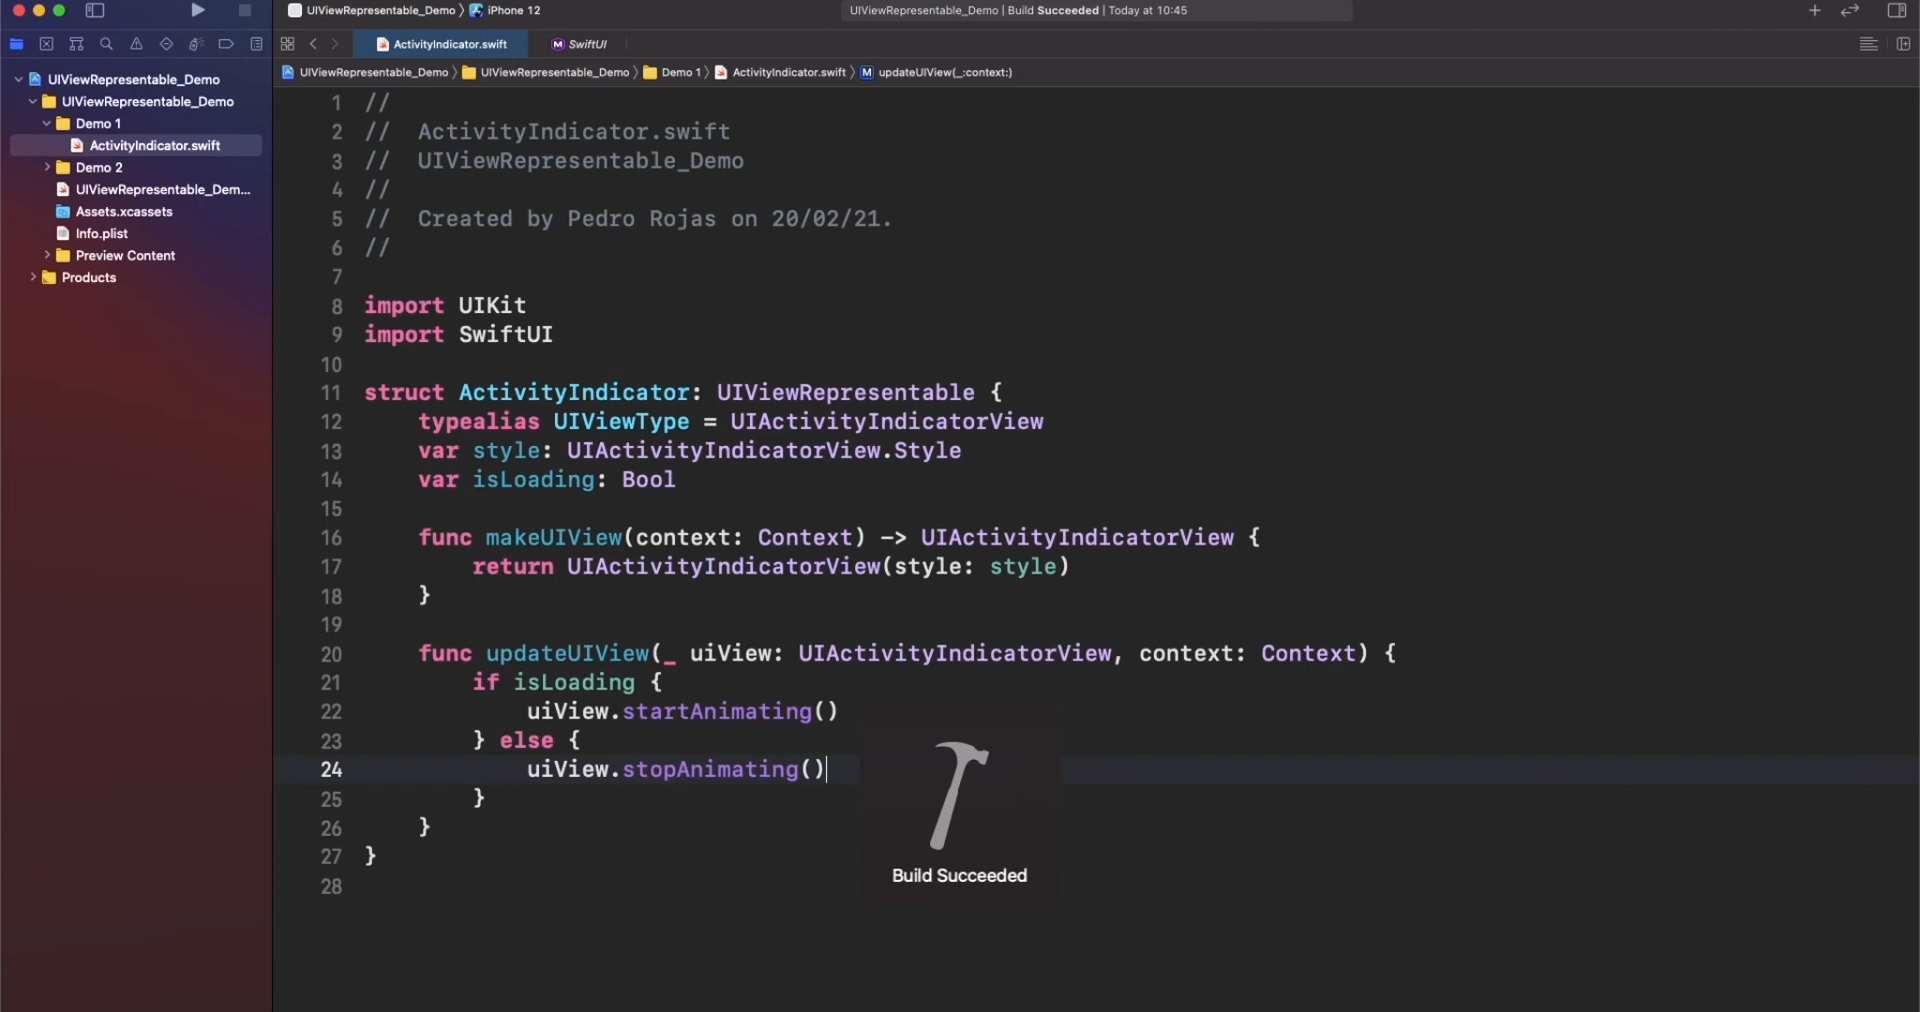 UIViewRepresentable_Demo 〉 iPhone 12
UIViewRepresentable_Demo | Build Succeeded | Today at 10:45
ActivityIndicator.swift
M SwiftUI
UIViewRepresentable_Demo 〉 UIViewRepresentable_Demo 〉 Demo 1 〉 ActivityIndicator.swift 〉 M updateUIView(_:context:)
UIViewRepresentable_Demo
UIViewRepresentable_Demo
Demo 1
ActivityIndicator.swift
Demo 2
UIViewRepresentable_Dem...
Assets.xcassets
Info.plist
Preview Content
Products
1 //
2 //  ActivityIndicator.swift
3 //  UIViewRepresentable_Demo
4 //
5 //  Created by Pedro Rojas on 20/02/21.
6 //
7
8 import UIKit
9 import SwiftUI
10
11 struct ActivityIndicator: UIViewRepresentable {
12     typealias UIViewType = UIActivityIndicatorView
13     var style: UIActivityIndicatorView.Style
14     var isLoading: Bool
15
16     func makeUIView(context: Context) -> UIActivityIndicatorView {
17         return UIActivityIndicatorView(style: style)
18     }
19
20     func updateUIView(_ uiView: UIActivityIndicatorView, context: Context) {
21         if isLoading {
22             uiView.startAnimating()
23         } else {
24             uiView.stopAnimating()
25         }
26     }
27 }
28
Build Succeeded